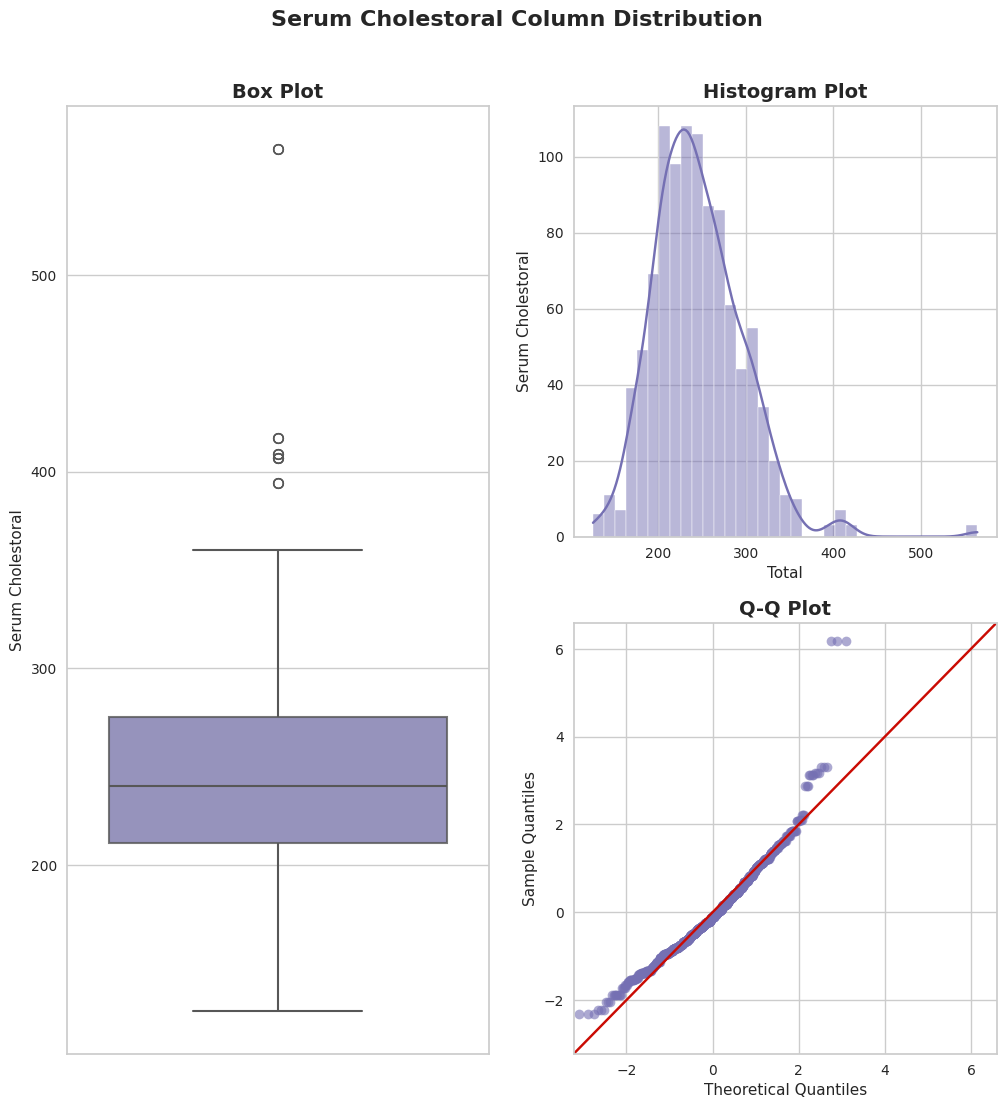 Serum Cholestoral Column Distribution
Box Plot
Serum Cholestoral
500
400
300
200
Histogram Plot
Serum Cholestoral
100
80
60
40
20
0
200 300 400 500
Total
Q-Q Plot
Sample Quantiles
6
4
2
0
−2
−2 0 2 4 6
Theoretical Quantiles